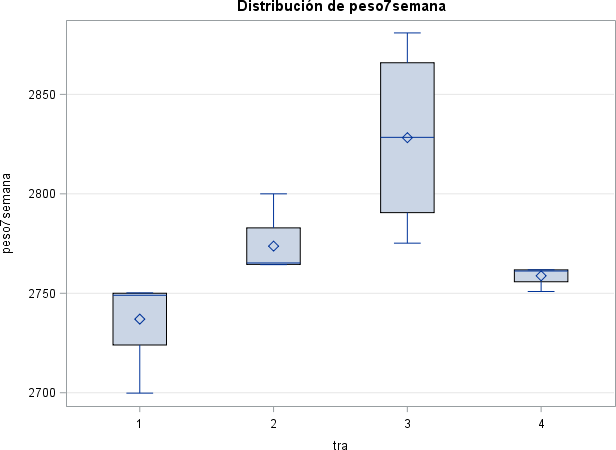 Distribución de peso7semana
2850
2800
2750
2700
peso7semana
1 2 3 4
tra